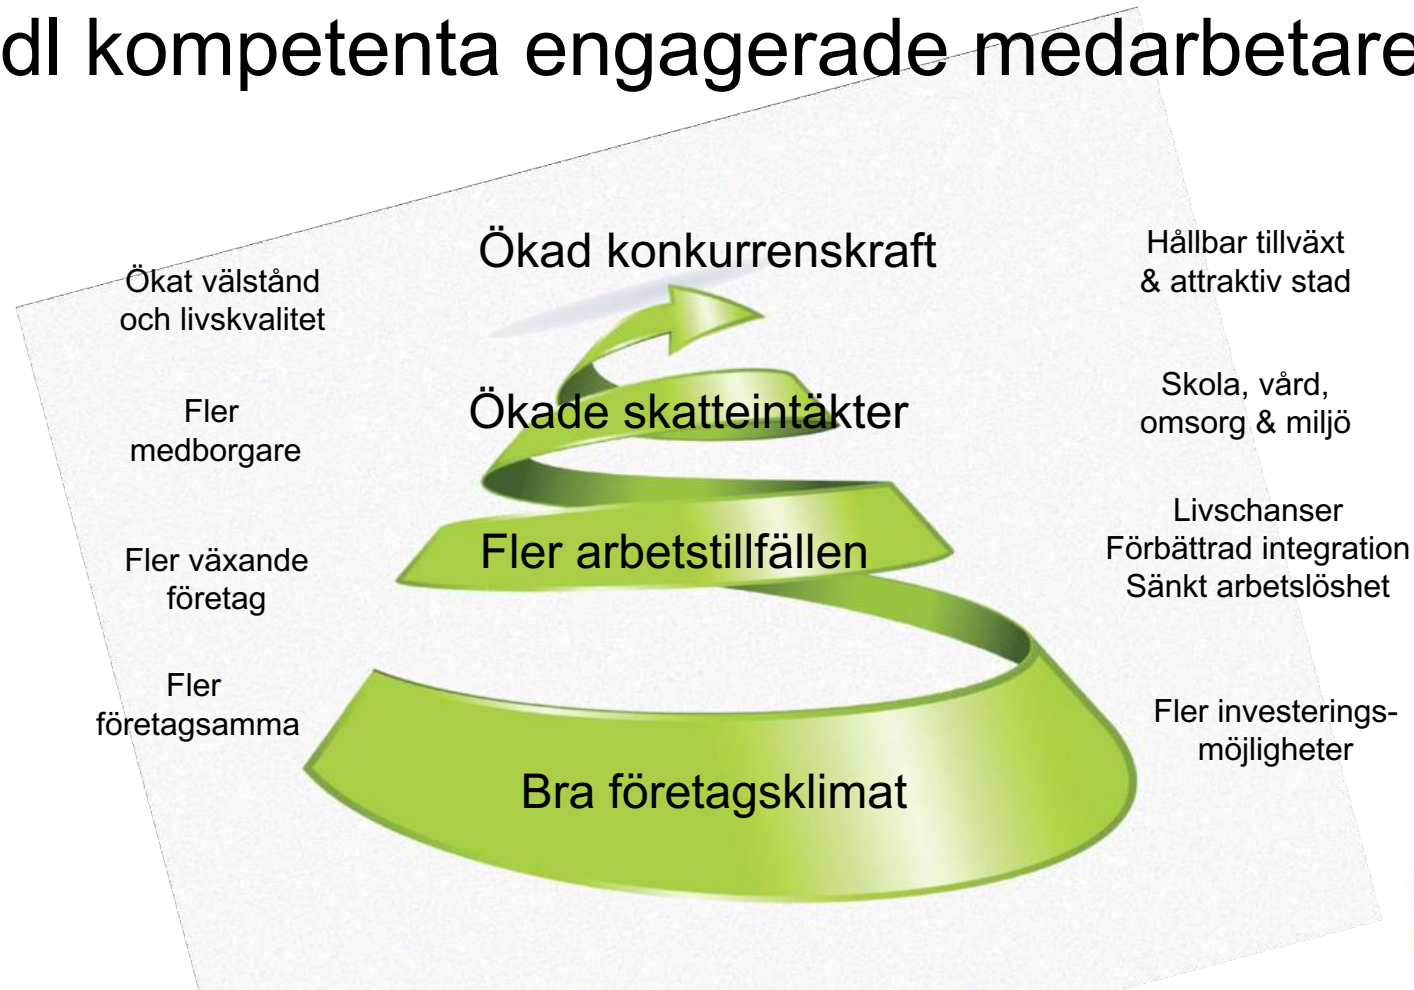 dl kompetenta engagerade medarbetare
Ökad konkurrenskraft
Hållbar tillväxt
& attraktiv stad
Ökat välstånd
och livskvalitet
Ökade skatteintäkter
Skola, vård,
omsorg & miljö
Fler
medborgare
Fler arbetstillfällen
Livschanser
Förbättrad integration
Sänkt arbetslöshet
Fler växande
företag
Fler
företagsamma
Fler investerings-
möjligheter
Bra företagsklimat